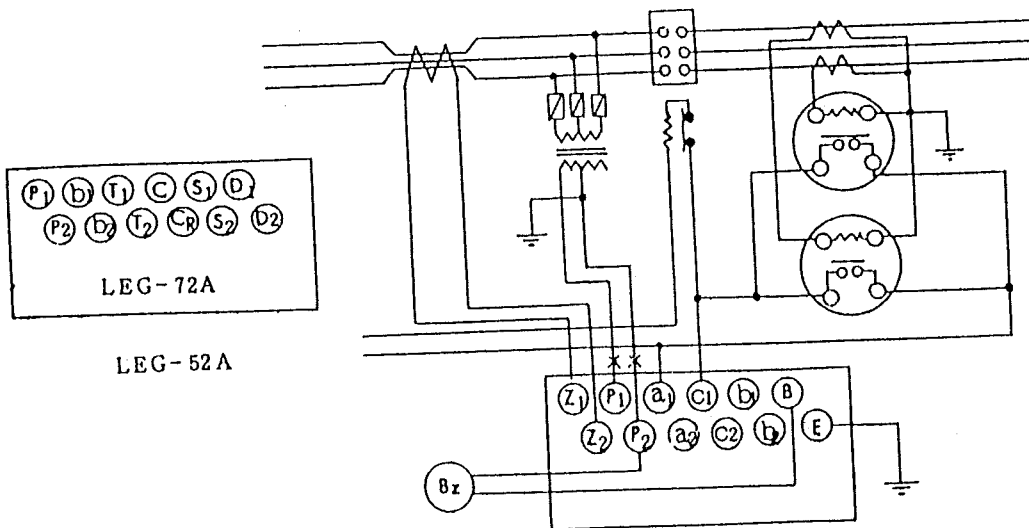 P1 b1 T1 C S1 D1
P2 b2 T2 CR S2 D2
LEG-72A
LEG-52A
Z1 P1 a1 C1 b1 B
Z2 P2 a2 C2 b2 E
Bz